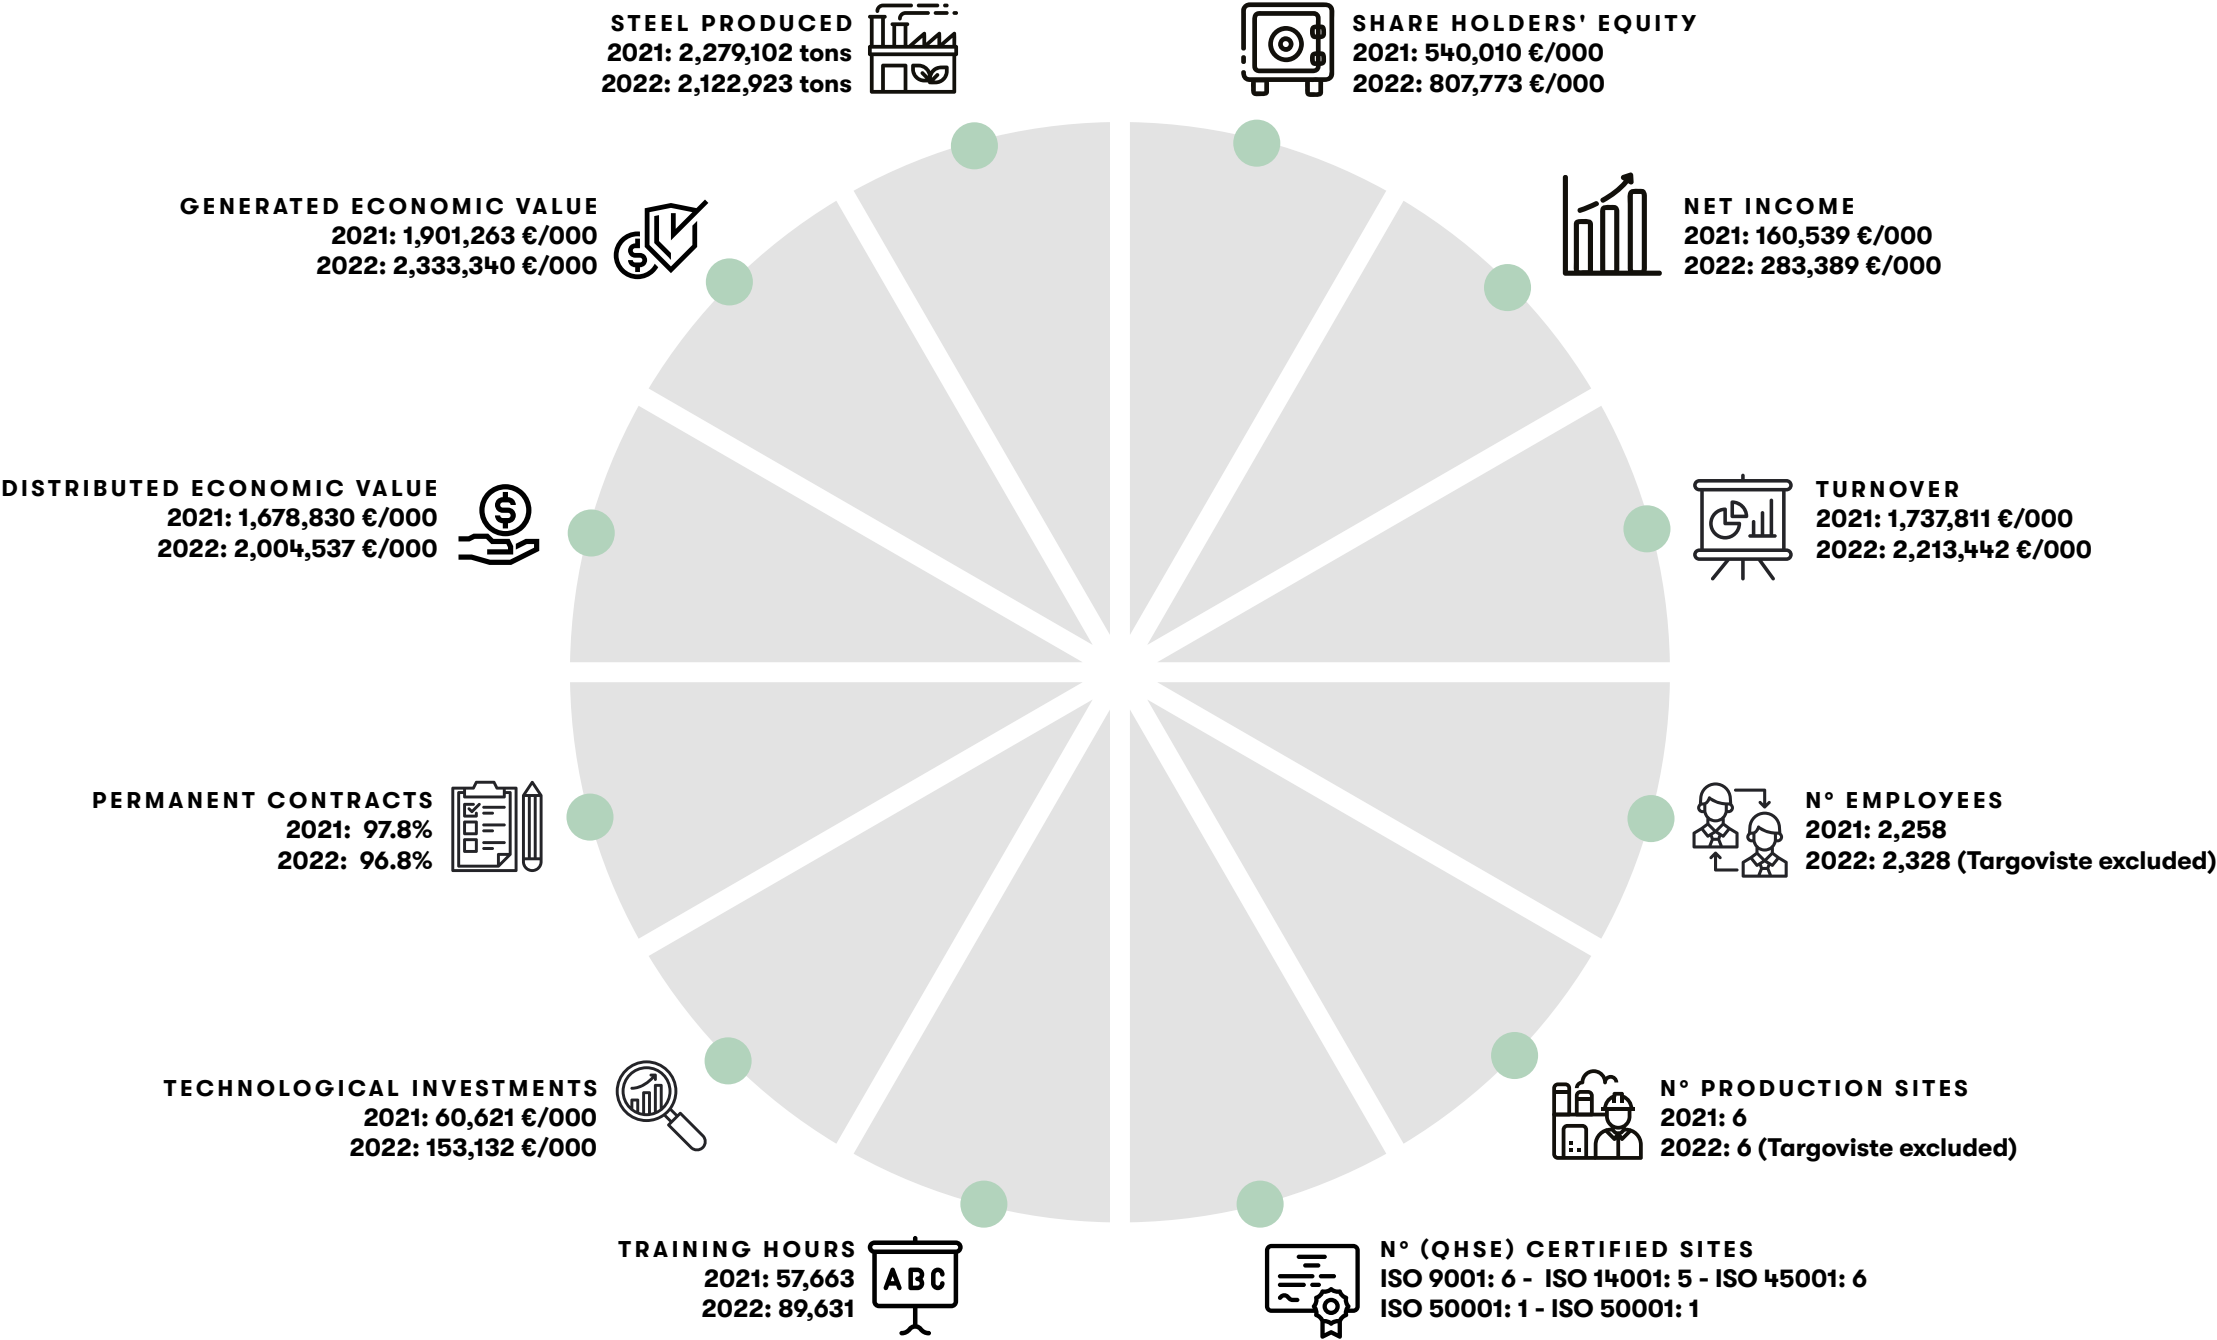 STEEL PRODUCED
2021: 2,279,102 tons
2022: 2,122,923 tons
SHARE HOLDERS' EQUITY
2021: 540,010 €/000
2022: 807,773 €/000
GENERATED ECONOMIC VALUE
2021: 1,901,263 €/000
2022: 2,333,340 €/000
NET INCOME
2021: 160,539 €/000
2022: 283,389 €/000
DISTRIBUTED ECONOMIC VALUE
2021: 1,678,830 €/000
2022: 2,004,537 €/000
TURNOVER
2021: 1,737,811 €/000
2022: 2,213,442 €/000
PERMANENT CONTRACTS
2021: 97.8%
2022: 96.8%
N° EMPLOYEES
2021: 2,258
2022: 2,328 (Targoviste excluded)
TECHNOLOGICAL INVESTMENTS
2021: 60,621 €/000
2022: 153,132 €/000
N° PRODUCTION SITES
2021: 6
2022: 6 (Targoviste excluded)
TRAINING HOURS
2021: 57,663
2022: 89,631
ABC
N° (QHSE) CERTIFIED SITES
ISO 9001: 6 - ISO 14001: 5 - ISO 45001: 6
ISO 50001: 1 - ISO 50001: 1